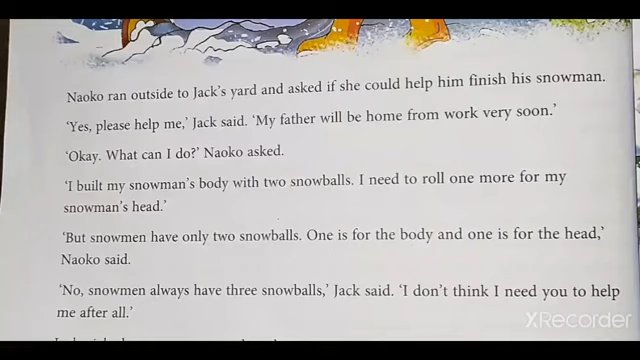 Naoko ran outside to Jack's yard and asked if she could help him finish his snowman.
'Yes, please help me,' Jack said. 'My father will be home from work very soon.'
'Okay. What can I do?' Naoko asked.
'I built my snowman's body with two snowballs. I need to roll one more for my
snowman's head.'
'But snowmen have only two snowballs. One is for the body and one is for the head,'
Naoko said.
'No, snowmen always have three snowballs,' Jack said. 'I don't think I need you to help
me after all.'
XRecorder